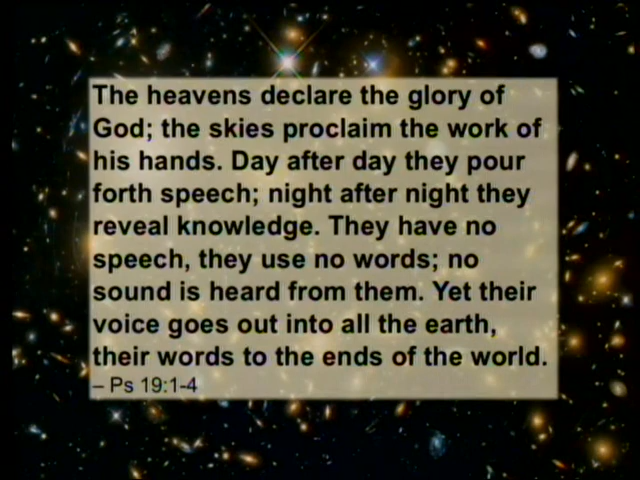 The heavens declare the glory of
God; the skies proclaim the work of
his hands. Day after day they pour
forth speech; night after night they
reveal knowledge. They have no
speech, they use no words; no
sound is heard from them. Yet their
voice goes out into all the earth,
their words to the ends of the world.
– Ps 19:1-4